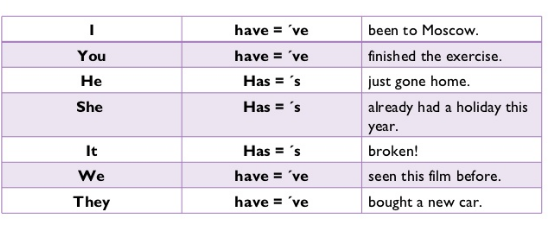 I have = ´ve been to Moscow.
You have = ´ve finished the exercise.
He Has = ´s just gone home.
She Has = ´s already had a holiday this
year.
It Has = ´s broken!
We have = ´ve seen this film before.
They have = ´ve bought a new car.